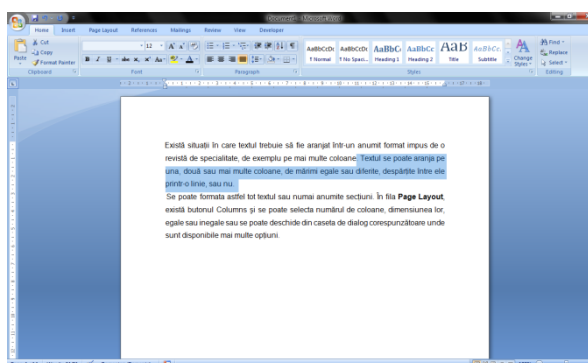 Document1 - Microsoft Word
Home Insert Page Layout References Mailings Review View Developer
Cut
Copy
Format Painter
Paste
Clipboard
12
Font
Paragraph
AaBbCcDc AaBbCcDc AaBbC AaBbCc AaB AaBbCc.
¶ Normal ¶ No Spaci... Heading 1 Heading 2 Title Subtitle
Change Styles
Styles
Find
Replace
Select
Editing
Există situații în care textul trebuie să fie aranjat într-un anumit format impus de o
revistă de specialitate, de exemplu pe mai multe coloane. Textul se poate aranja pe
una, două sau mai multe coloane, de mărimi egale sau diferite, despărțite între ele
printr-o linie, sau nu.
Se poate formata astfel tot textul sau numai anumite secțiuni. În fila Page Layout,
există butonul Columns și se poate selecta numărul de coloane, dimensiunea lor,
egale sau inegale sau se poate deschide din caseta de dialog corespunzătoare unde
sunt disponibile mai multe opțiuni.